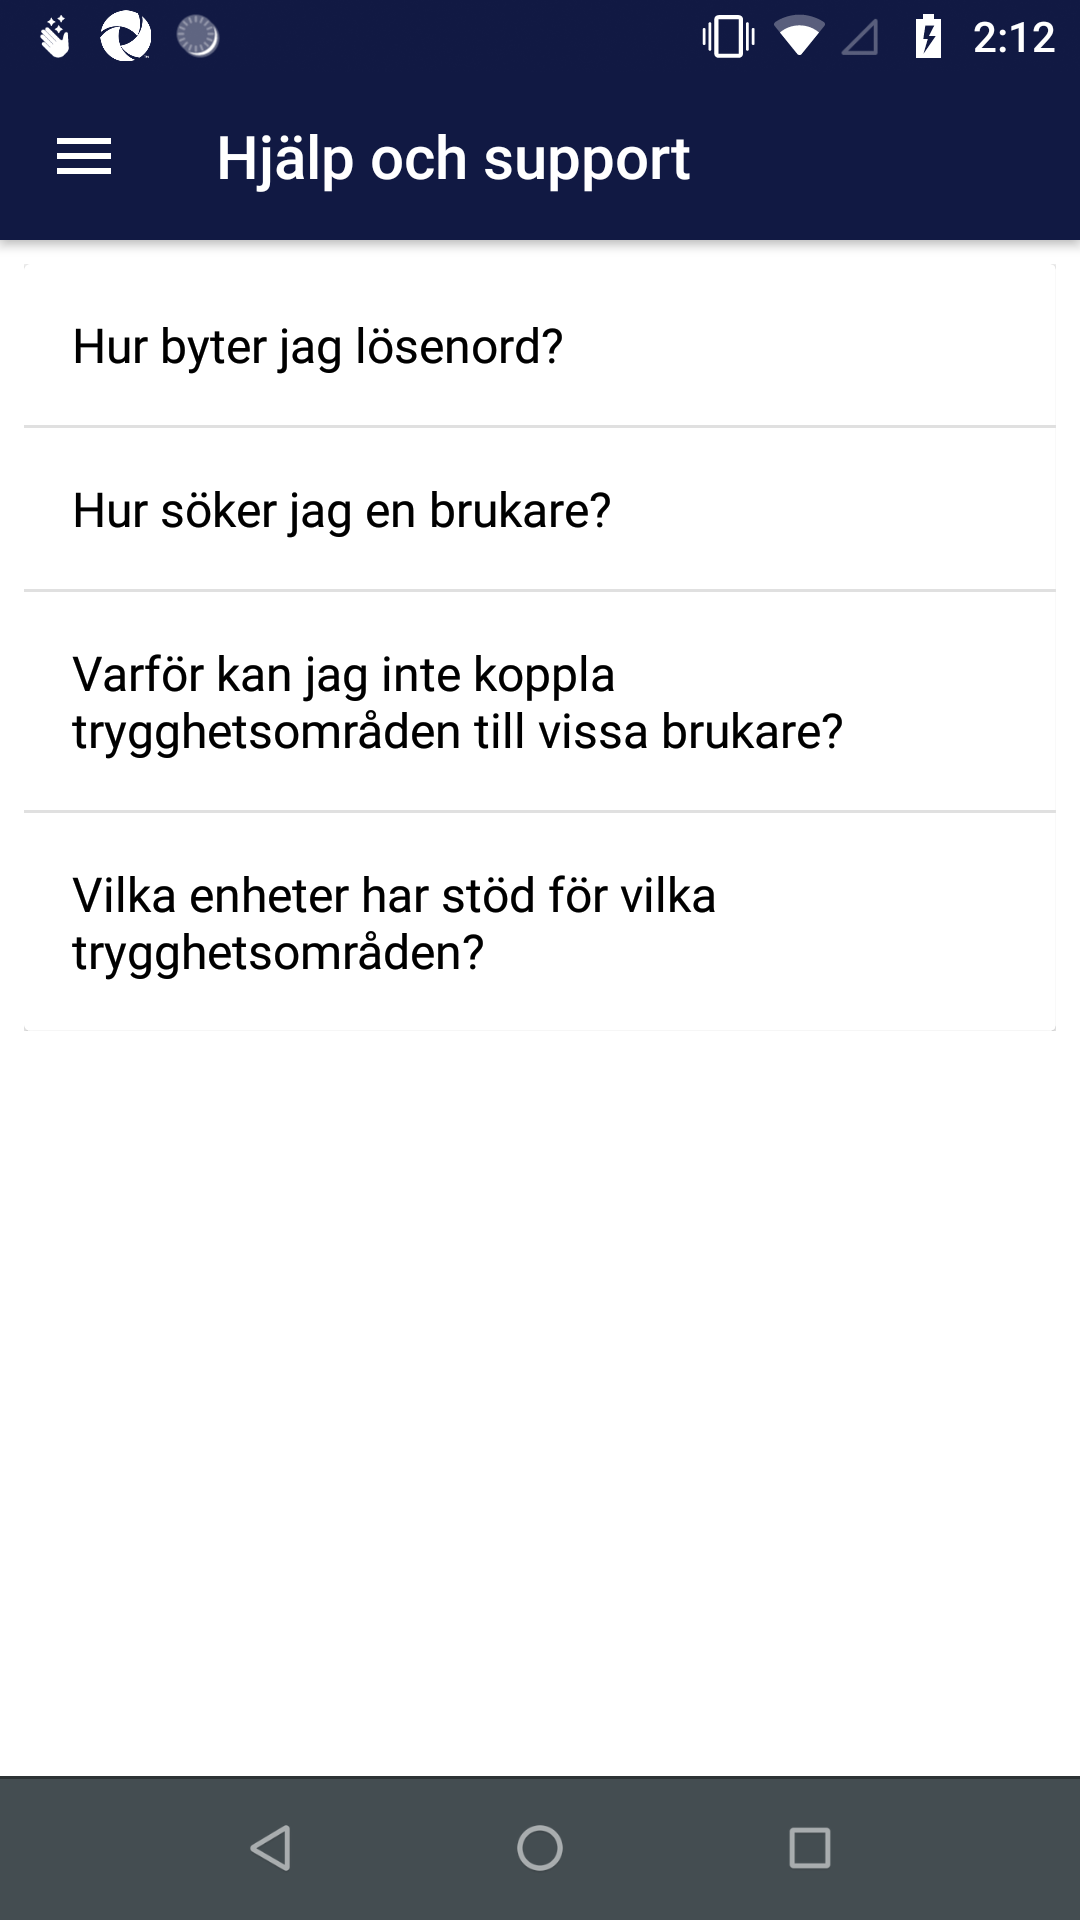 2:12
Hjälp och support
Hur byter jag lösenord?
Hur söker jag en brukare?
Varför kan jag inte koppla
trygghetsområden till vissa brukare?
Vilka enheter har stöd för vilka
trygghetsområden?